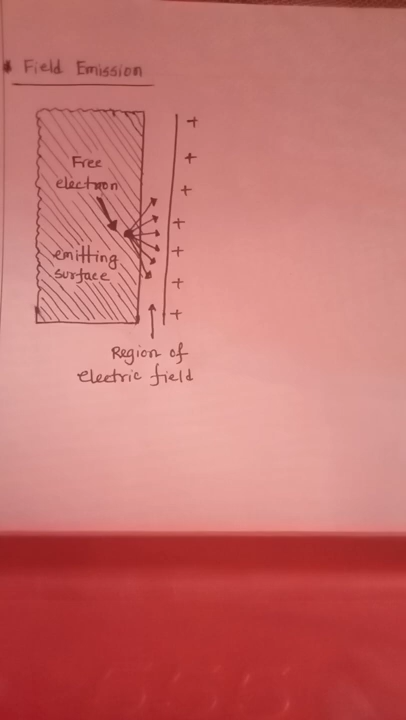 * Field Emission
Free
electron
emitting
surface
+
+
+
+
+
+
+
Region of
electric field